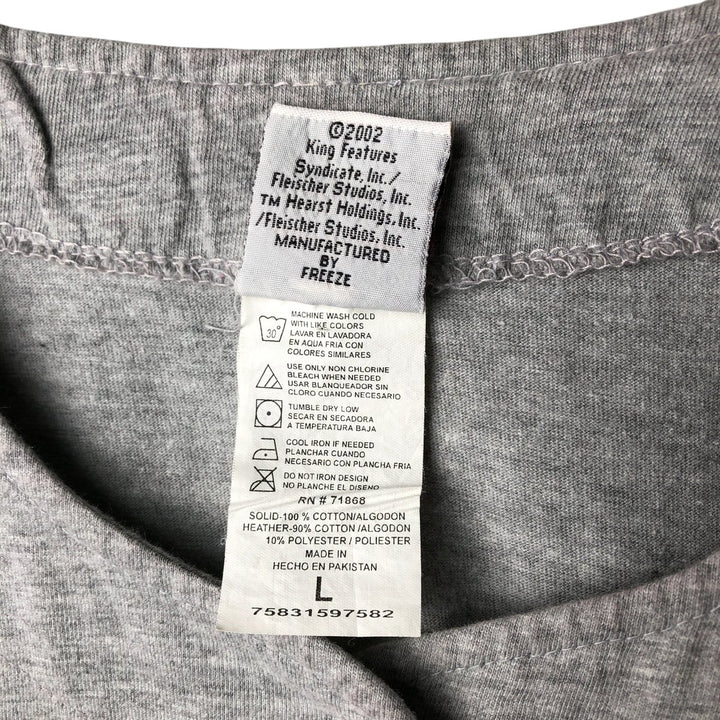 ©2002
King Features
Syndicate, Inc./
Fleischer Studios, Inc.
TM Hearst Holdings, Inc.
/Fleischer Studios, Inc.
MANUFACTURED
BY
FREEZE
30°
MACHINE WASH COLD
WITH LIKE COLORS
LAVAR EN LAVADORA
EN AQUA FRIA CON
COLORES SIMILARES
USE ONLY NON CHLORINE
BLEACH WHEN NEEDED
USAR BLANQUEADOR SIN
CLORO CUANDO NECESARIO
TUMBLE DRY LOW
SECAR EN SECADORA
A TEMPERATURA BAJA
COOL IRON IF NEEDED
PLANCHAR CUANDO
NECESARIO CON PLANCHA FRIA
DO NOT IRON DESIGN
NO PLANCHE EL DISENO
RN # 71868
SOLID-100 % COTTON/ALGODON
HEATHER-90% COTTON /ALGODON
10% POLYESTER / POLIESTER
MADE IN
HECHO EN PAKISTAN
L
75831597582